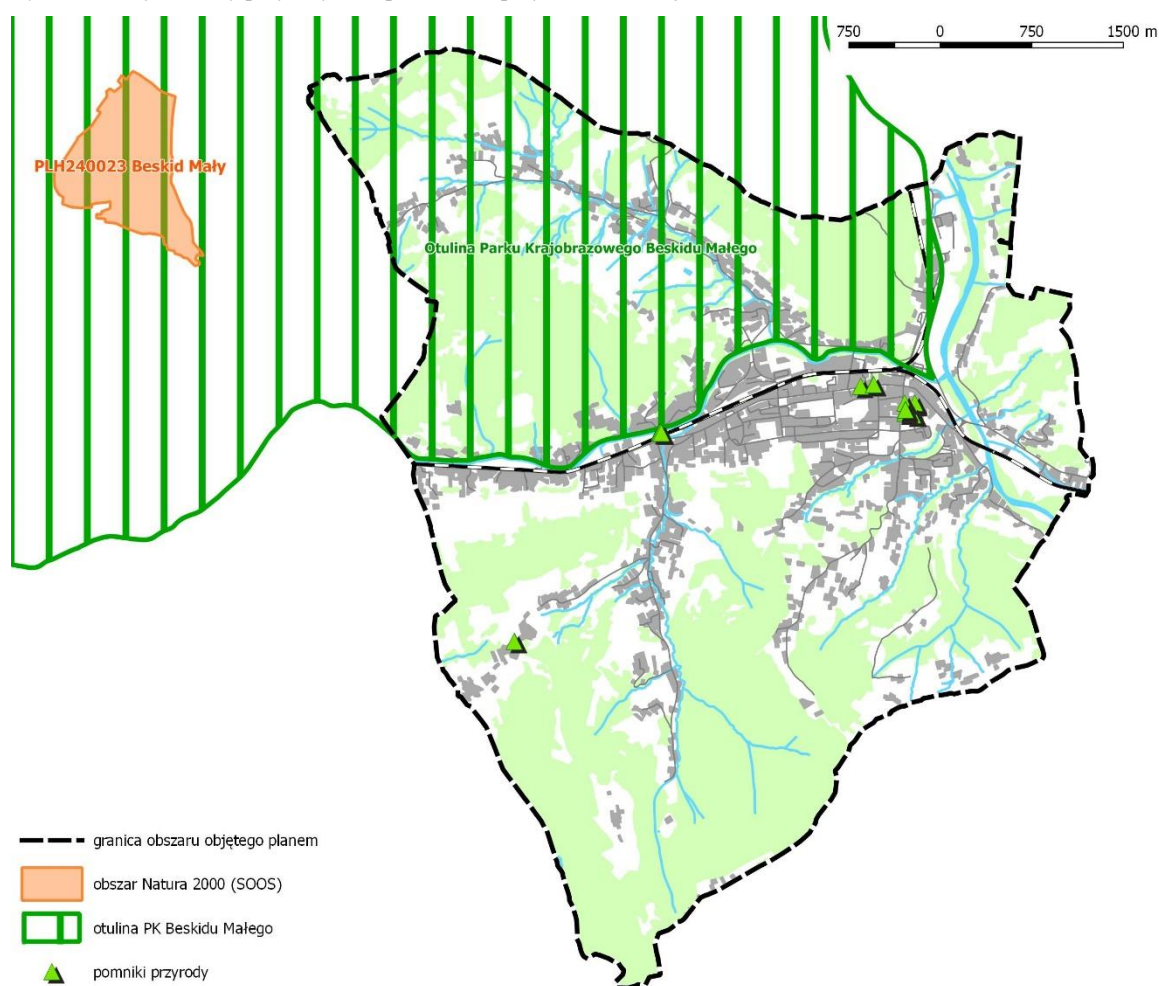 750 0 750 1500 m
PLH240023 Beskid Mały
Otulina Parku Krajobrazowego Beskidu Małego
granica obszaru objętego planem
obszar Natura 2000 (SOOS)
otulina PK Beskidu Małego
pomniki przyrody